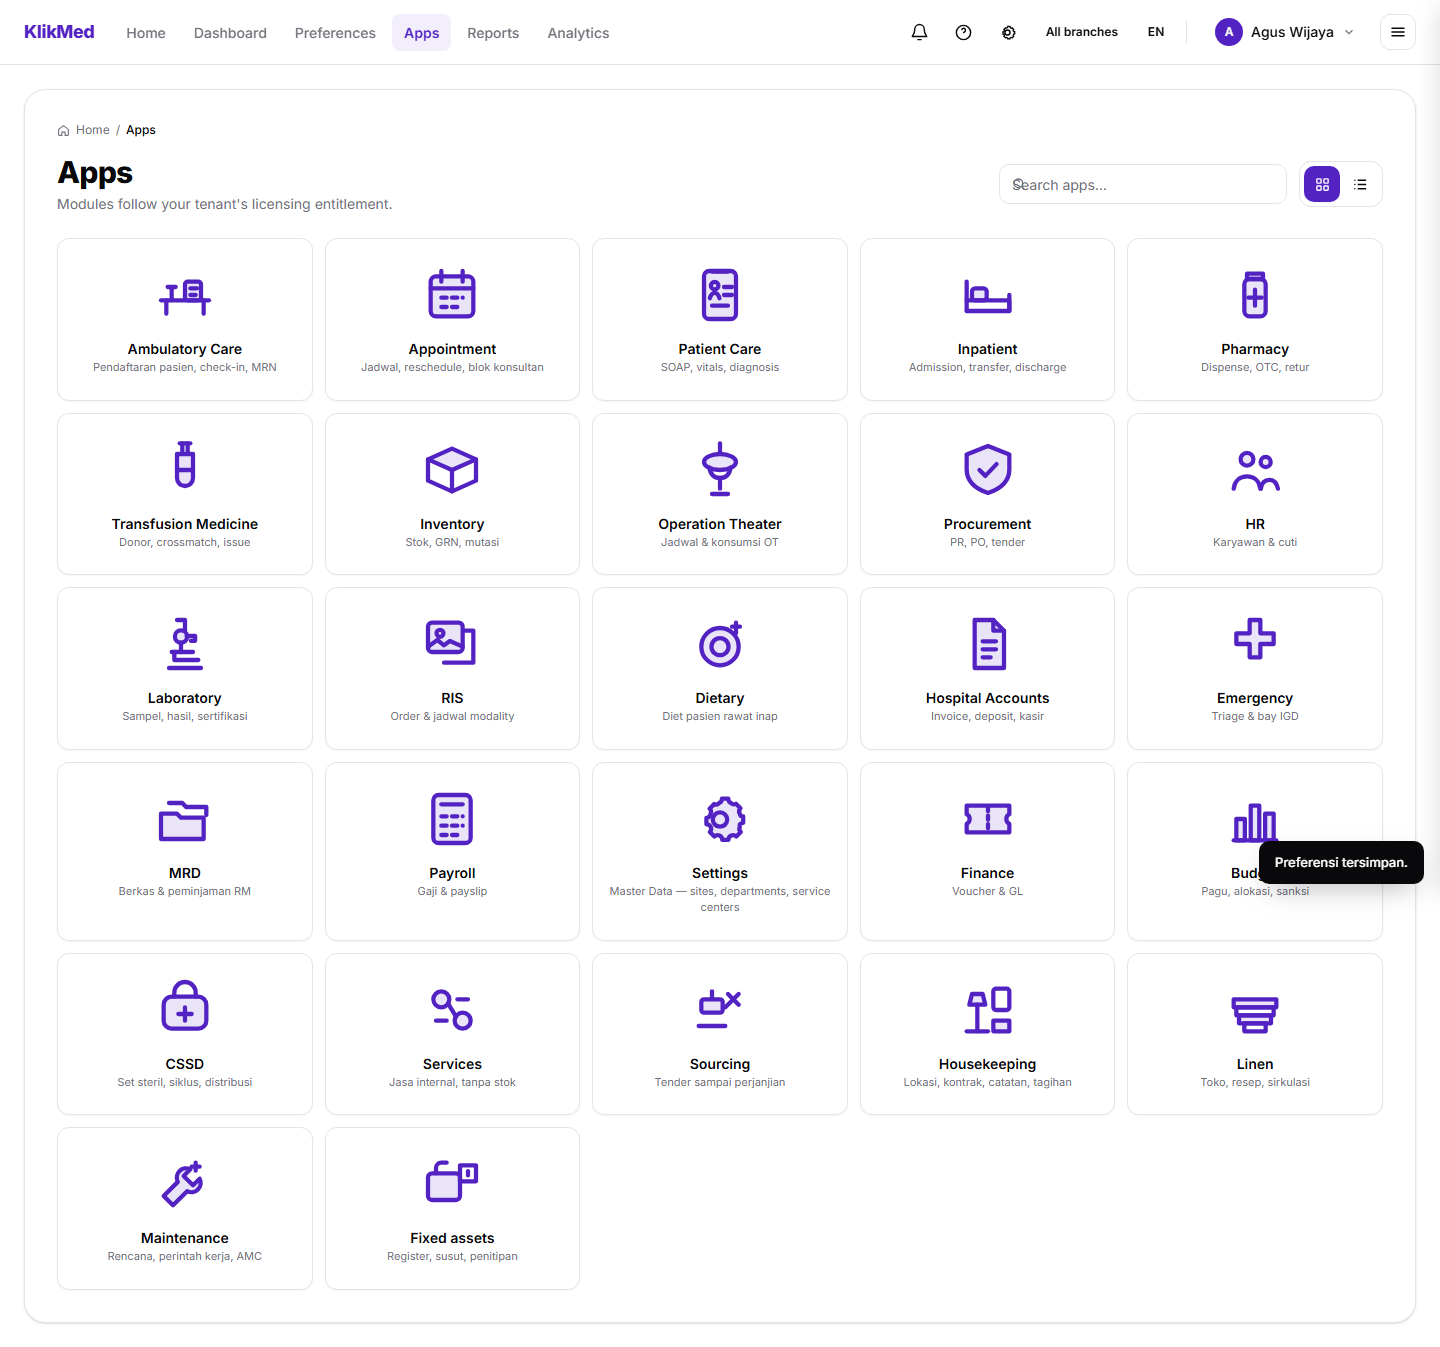 KlikMed
Home
Dashboard
Preferences
Apps
Reports
Analytics
All branches
EN
A
Agus Wijaya
Home / Apps
Apps
Modules follow your tenant's licensing entitlement.
Search apps...
Ambulatory Care
Pendaftaran pasien, check-in, MRN
Appointment
Jadwal, reschedule, blok konsultan
Patient Care
SOAP, vitals, diagnosis
Inpatient
Admission, transfer, discharge
Pharmacy
Dispense, OTC, retur
Transfusion Medicine
Donor, crossmatch, issue
Inventory
Stok, GRN, mutasi
Operation Theater
Jadwal & konsumsi OT
Procurement
PR, PO, tender
HR
Karyawan & cuti
Laboratory
Sampel, hasil, sertifikasi
RIS
Order & jadwal modality
Dietary
Diet pasien rawat inap
Hospital Accounts
Invoice, deposit, kasir
Emergency
Triage & bay IGD
MRD
Berkas & peminjaman RM
Payroll
Gaji & payslip
Settings
Master Data — sites, departments, service
centers
Finance
Voucher & GL
Preferensi tersimpan.
Pagu, alokasi, sanksi
CSSD
Set steril, siklus, distribusi
Services
Jasa internal, tanpa stok
Sourcing
Tender sampai perjanjian
Housekeeping
Lokasi, kontrak, catatan, tagihan
Linen
Toko, resep, sirkulasi
Maintenance
Rencana, perintah kerja, AMC
Fixed assets
Register, susut, penitipan